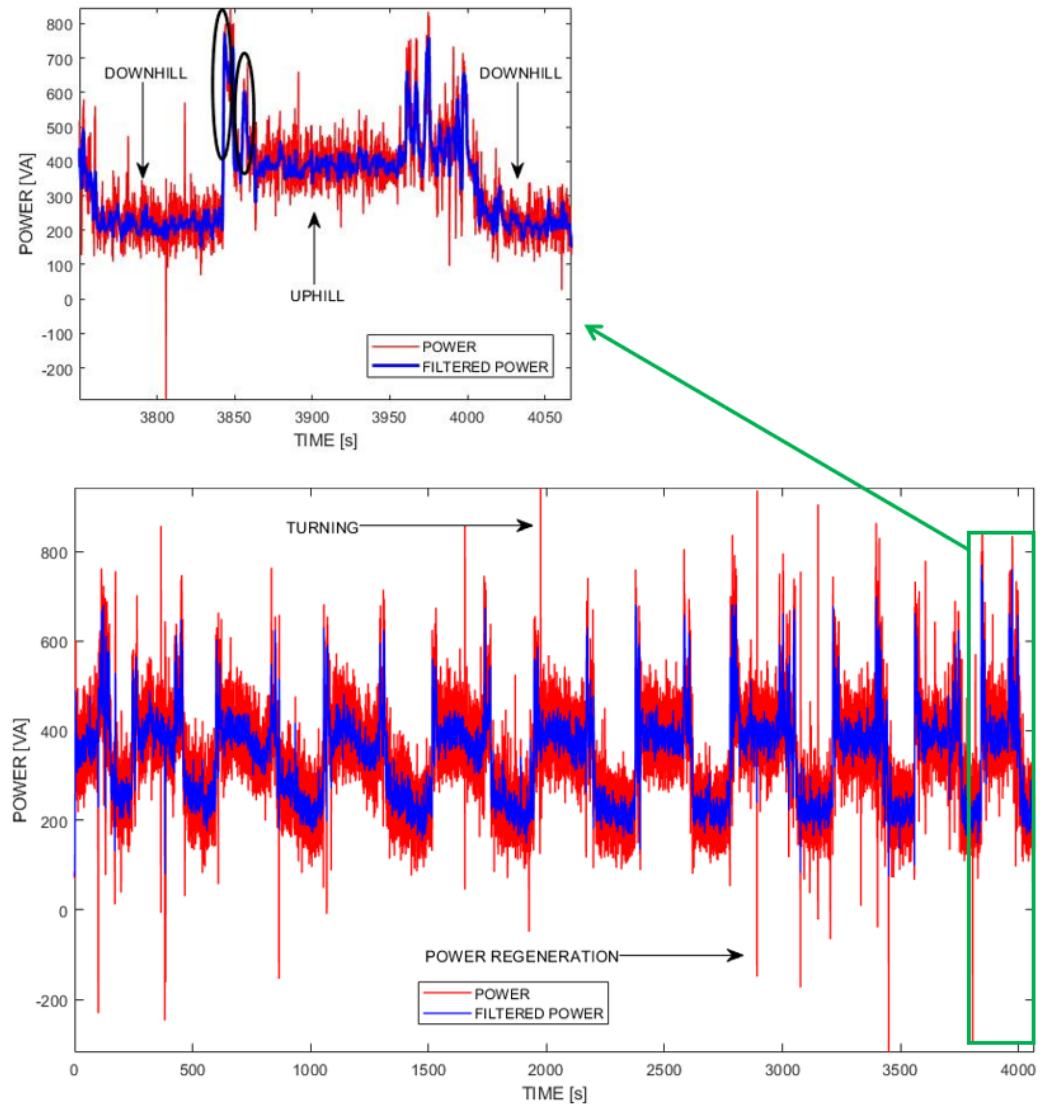 800
700
600
500
400
300
200
100
0
-100
-200
POWER [VA]
DOWNHILL
DOWNHILL
UPHILL
POWER
FILTERED POWER
3800 3850 3900 3950 4000 4050
TIME [s]
800
600
400
200
0
-200
POWER [VA]
TURNING
POWER REGENERATION
POWER
FILTERED POWER
0 500 1000 1500 2000 2500 3000 3500 4000
TIME [s]